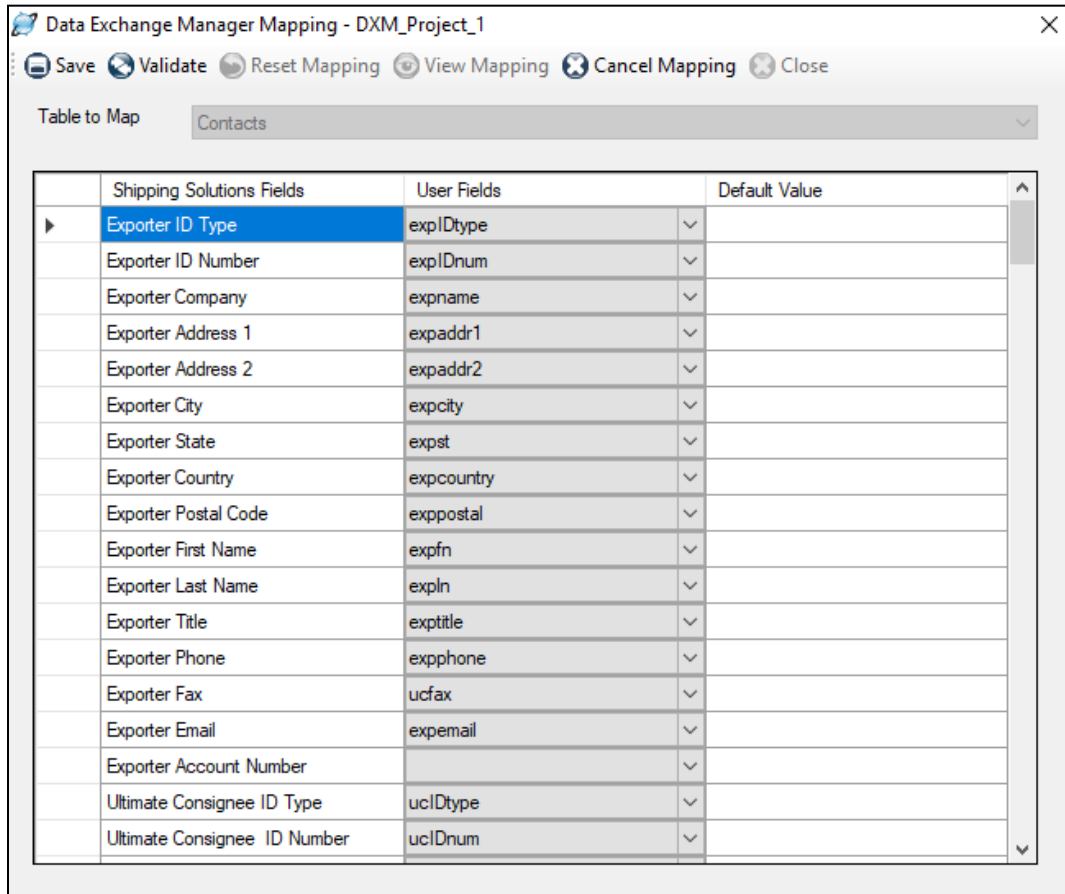 Data Exchange Manager Mapping - DXM_Project_1
Save Validate Reset Mapping View Mapping Cancel Mapping Close
Table to Map Contacts
Shipping Solutions Fields User Fields Default Value
Exporter ID Type expIDtype
Exporter ID Number expIDnum
Exporter Company expname
Exporter Address 1 expaddr1
Exporter Address 2 expaddr2
Exporter City expcity
Exporter State expst
Exporter Country expcountry
Exporter Postal Code exppostal
Exporter First Name expfn
Exporter Last Name expln
Exporter Title exptitle
Exporter Phone expphone
Exporter Fax ucfax
Exporter Email expemail
Exporter Account Number
Ultimate Consignee ID Type ucIDtype
Ultimate Consignee ID Number ucIDnum